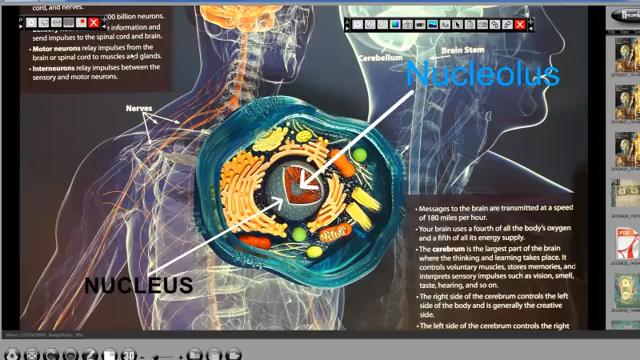 cord, and nerves.
00 billion neurons.
information and
send impulses to the spinal cord and brain.
• Motor neurons relay impulses from the
brain or spinal cord to muscles and glands.
• Interneurons relay impulses between the
sensory and motor neurons.
Nerves
Cerebellum
Brain Stem
Nucleolus
NUCLEUS
• Messages to the brain are transmitted at a speed
of 180 miles per hour.
• Your brain uses a fourth of all the body's oxygen
and a fifth of all its energy supply.
• The cerebrum is the largest part of the brain
where the thinking and learning takes place. It
controls voluntary muscles, stores memories, and
interprets sensory impulses such as vision, smell,
taste, hearing, and so on.
• The right side of the cerebrum controls the left
side of the body and is generally the creative
side.
• The left side of the cerebrum controls the right
PDF
30